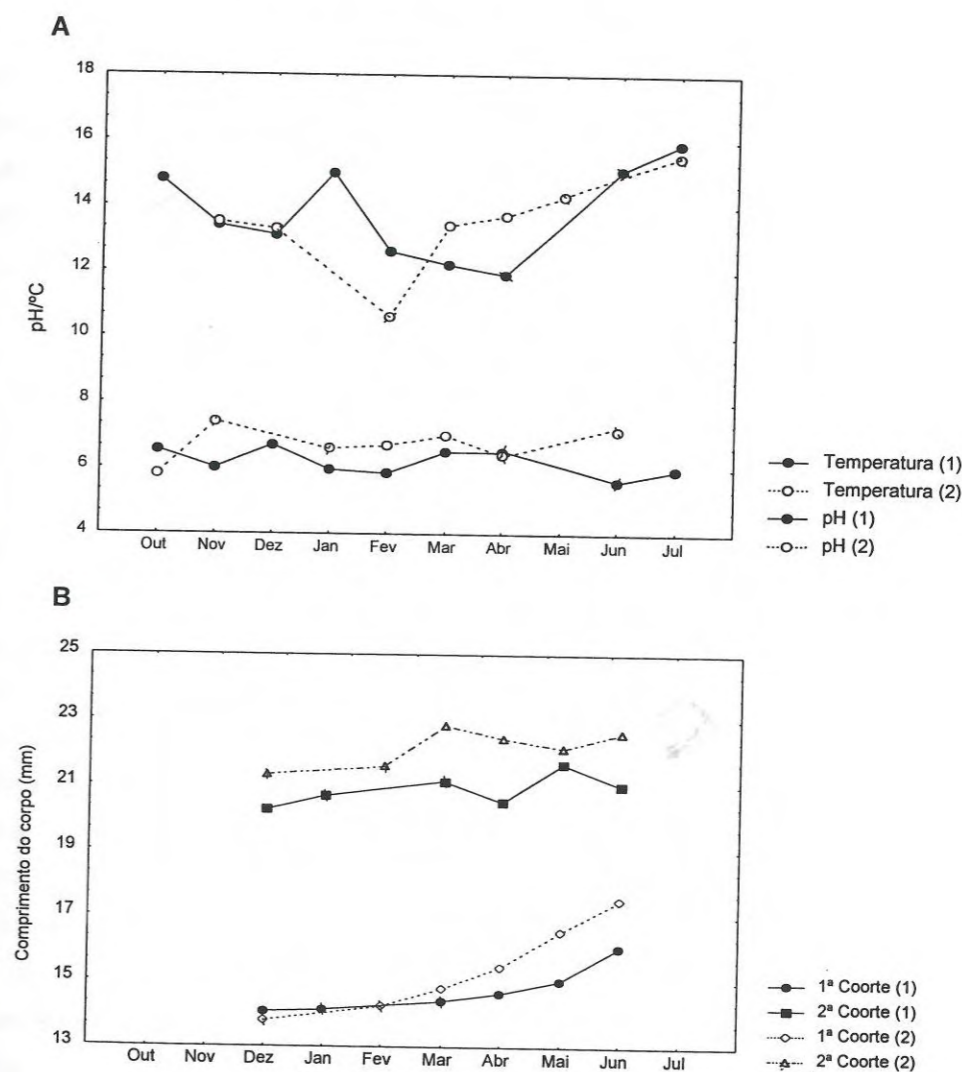 A
18
16
14
12
10
8
6
4
pH/ºC
Out Nov Dez Jan Fev Mar Abr Mai Jun Jul
Temperatura (1)
Temperatura (2)
pH (1)
pH (2)
B
25
23
21
19
17
15
13
Comprimento do corpo (mm)
Out Nov Dez Jan Fev Mar Abr Mai Jun Jul
1ª Coorte (1)
2ª Coorte (1)
1ª Coorte (2)
2ª Coorte (2)